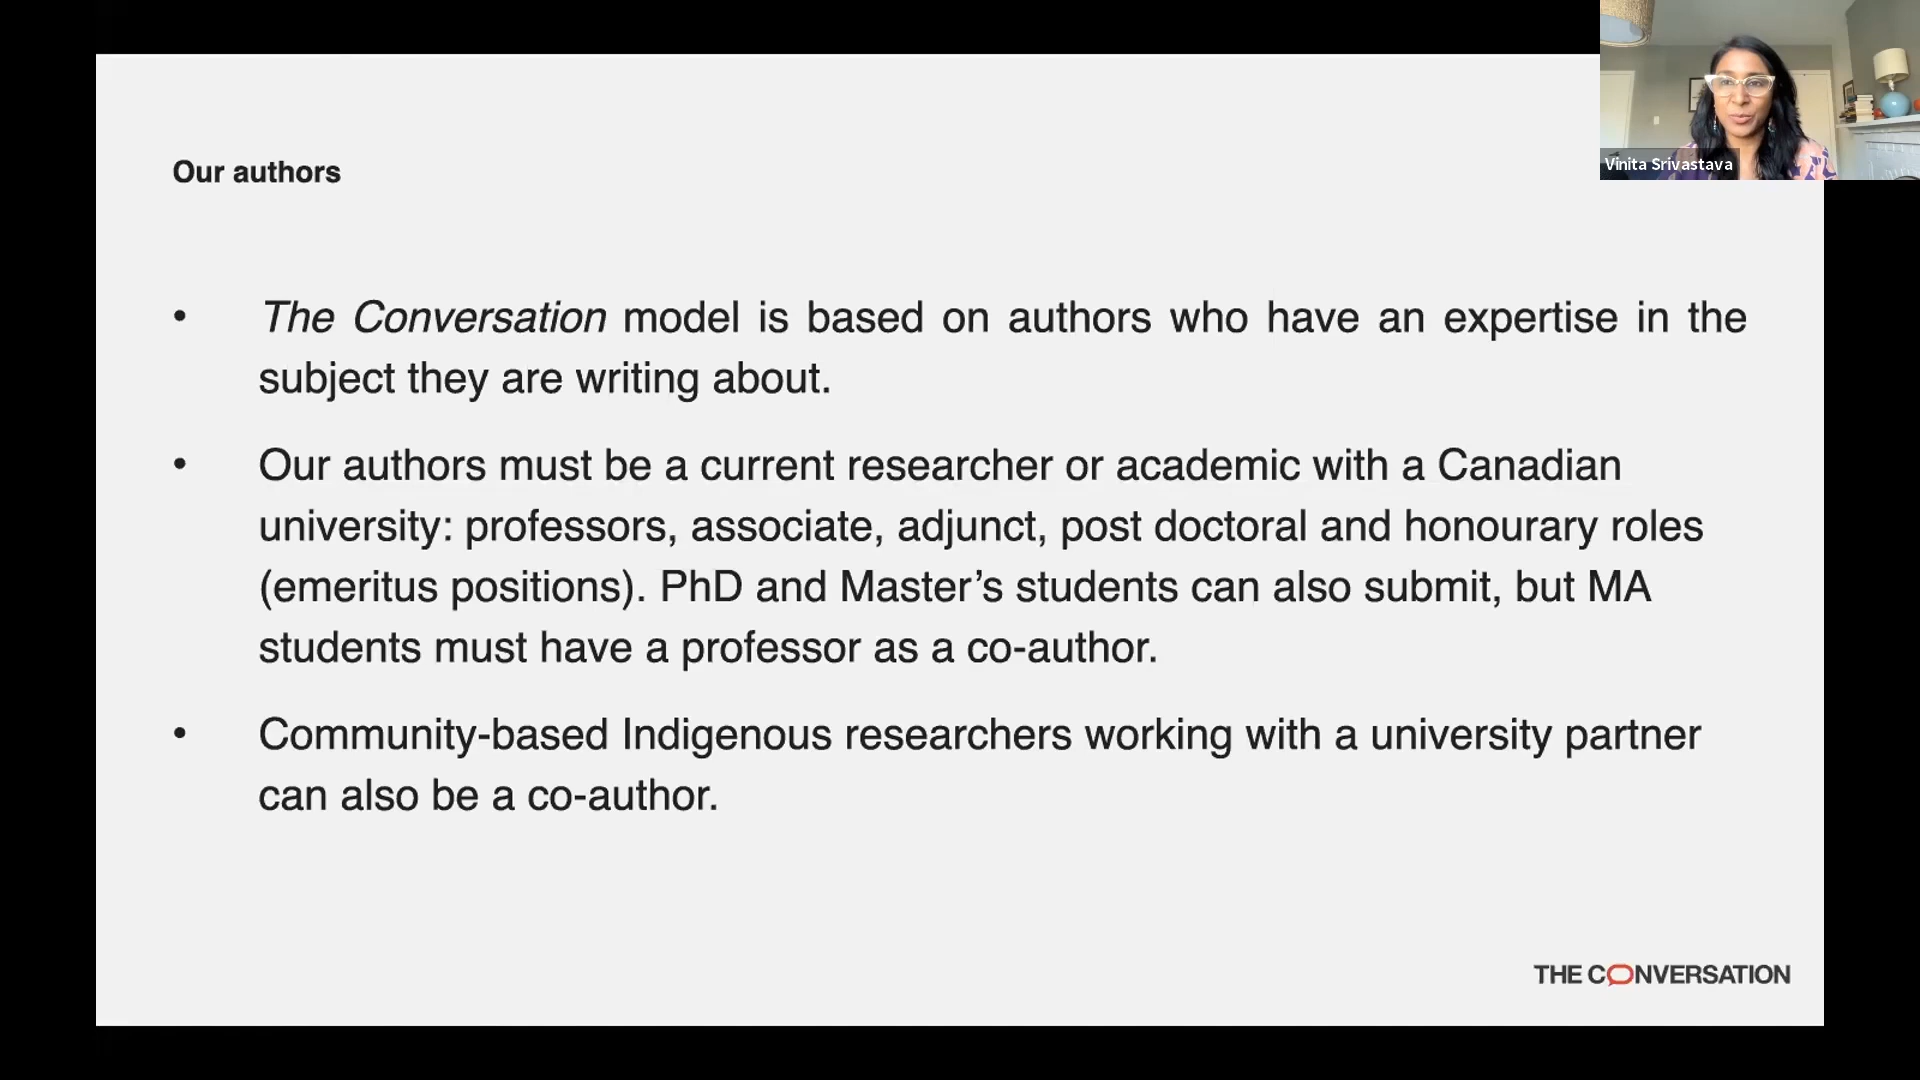 Vinita Srivastava
Our authors
• The Conversation model is based on authors who have an expertise in the
subject they are writing about.
• Our authors must be a current researcher or academic with a Canadian
university: professors, associate, adjunct, post doctoral and honourary roles
(emeritus positions). PhD and Master’s students can also submit, but MA
students must have a professor as a co-author.
• Community-based Indigenous researchers working with a university partner
can also be a co-author.
THE CONVERSATION